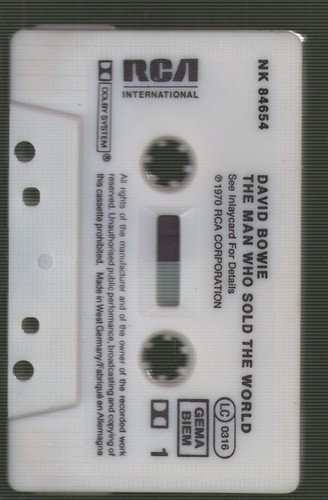 NK 84654
RCA
INTERNATIONAL
DOLBY SYSTEM®
DAVID BOWIE
THE MAN WHO SOLD THE WORLD
See Inlaycard For Details
℗1970 RCA CORPORATION
LC 0316
GEMA
BIEM
1
All rights of the manufacturer and of the owner of the recorded work
reserved. Unauthorised public performance, broadcasting and copying of
this cassette prohibited. Made in West Germany/Fabriqué en Allemagne